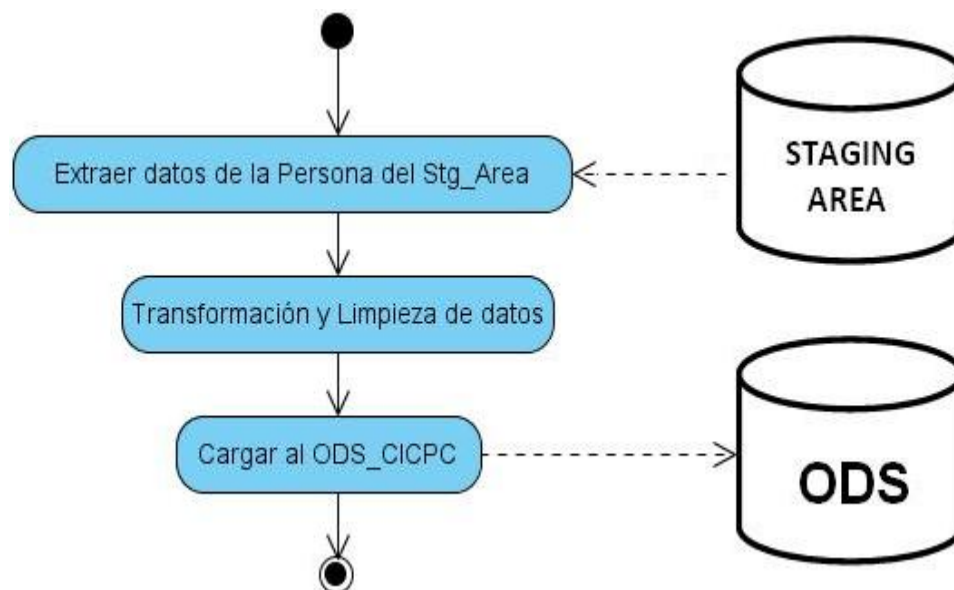 Extraer datos de la Persona del Stg_Area
STAGING
AREA
Transformación y Limpieza de datos
Cargar al ODS_CICPC
ODS